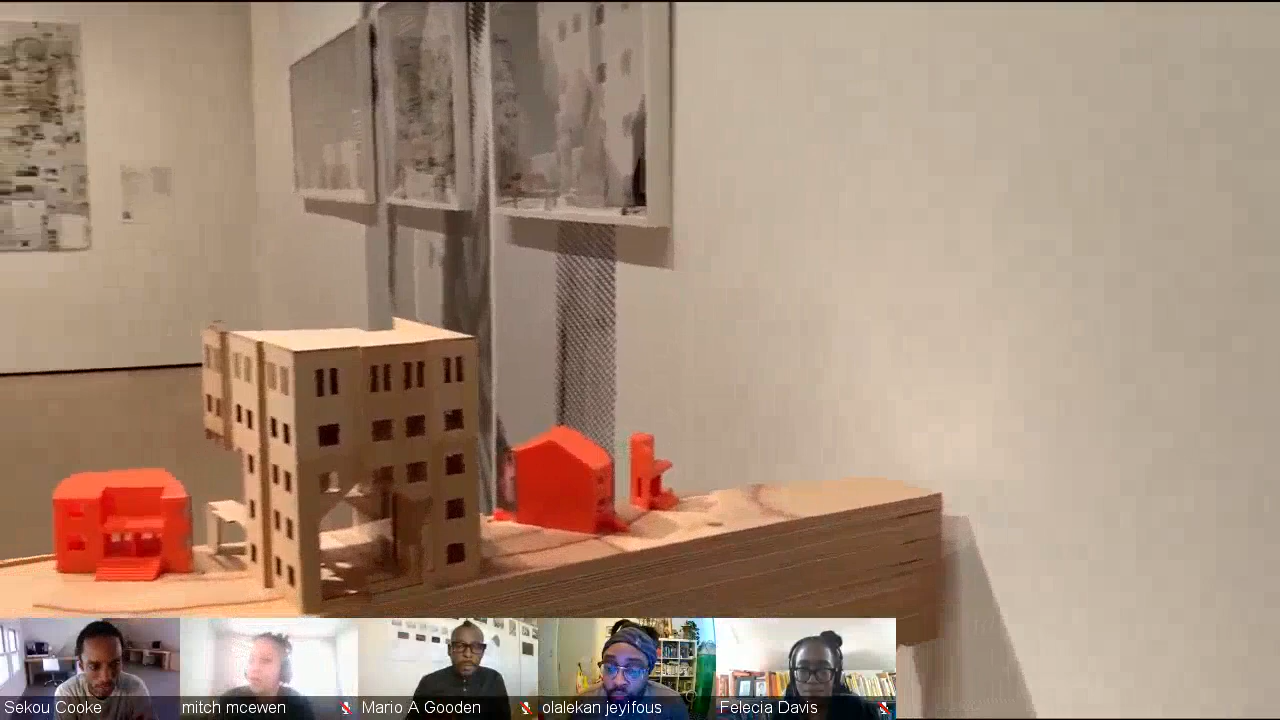 Sekou Cooke
mitch mcewen
Mario A Gooden
olalekan jeyifous
Felecia Davis